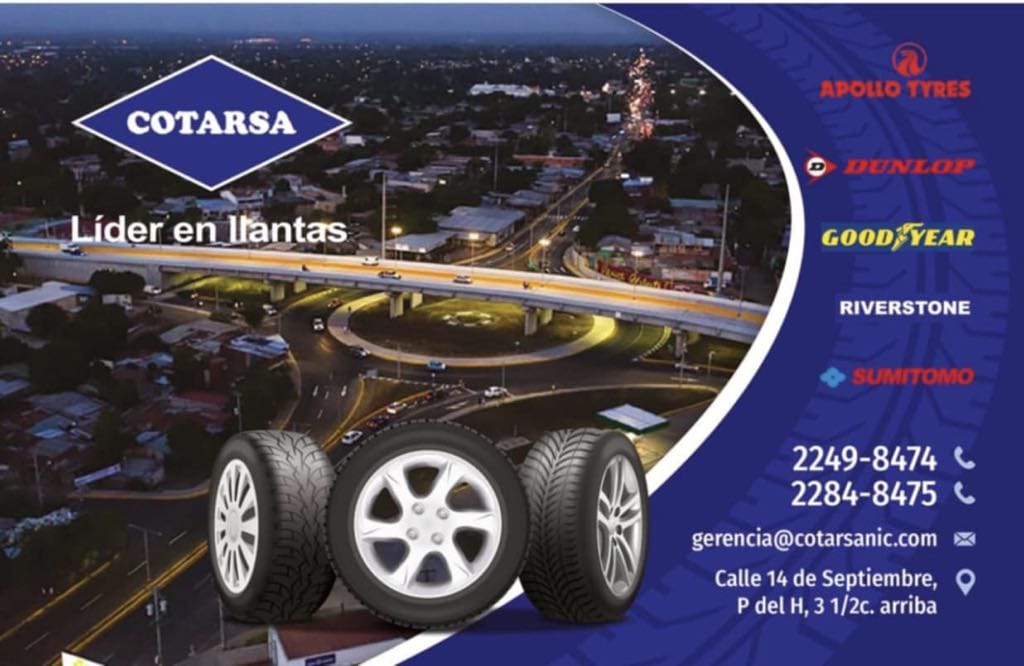 COTARSA
Líder en llantas
APOLLO TYRES
D DUNLOP
GOODYEAR
RIVERSTONE
SUMITOMO
2249-8474
2284-8475
gerencia@cotarsanic.com
Calle 14 de Septiembre,
P del H, 3 1/2c. arriba